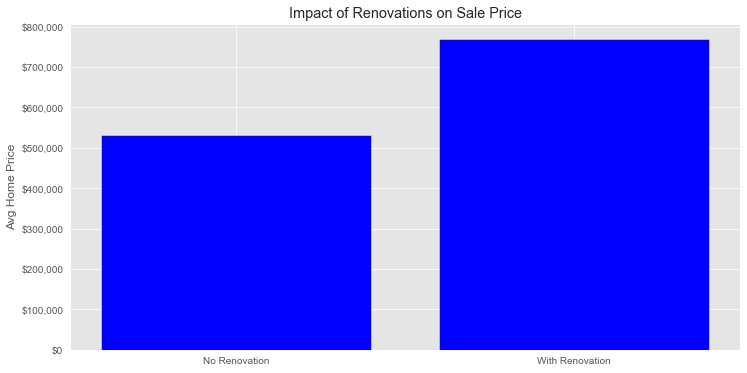 Impact of Renovations on Sale Price
Avg Home Price
$800,000
$700,000
$600,000
$500,000
$400,000
$300,000
$200,000
$100,000
$0
No Renovation
With Renovation